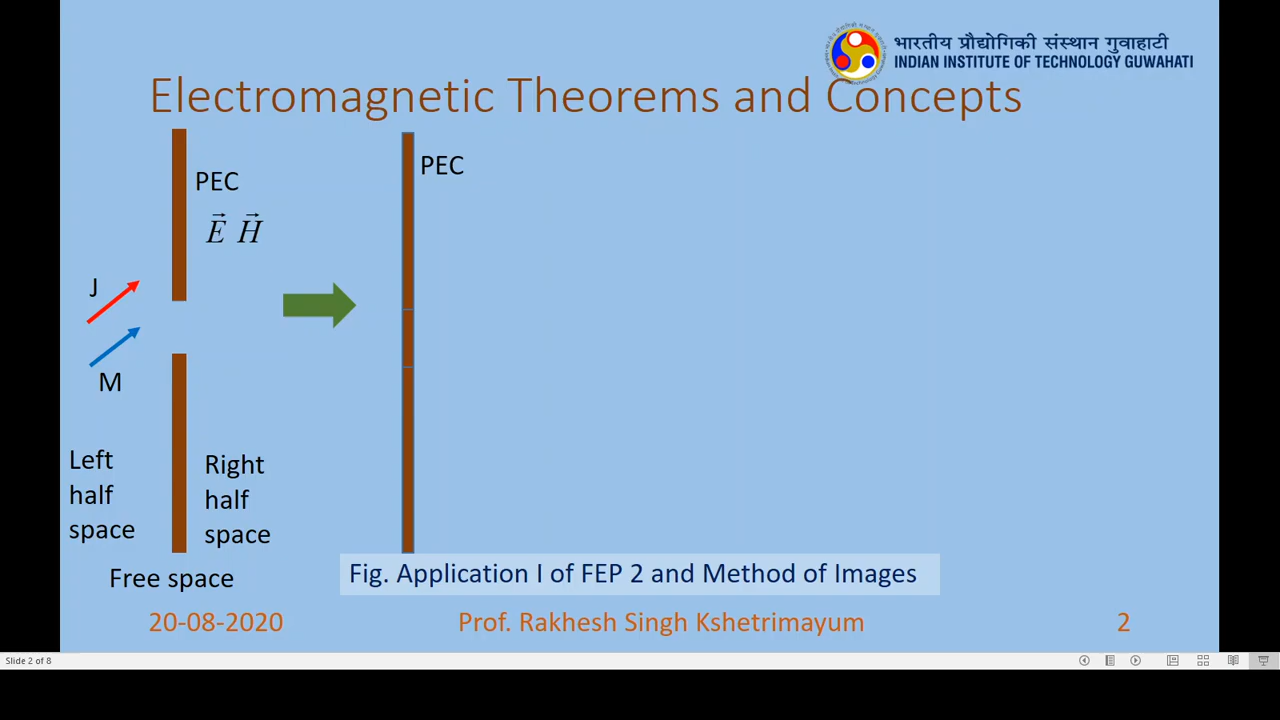 भारतीय प्रौद्योगिकी संस्थान गुवाहाटी
INDIAN INSTITUTE OF TECHNOLOGY GUWAHATI
Electromagnetic Theorems and Concepts
PEC
PEC
E⃗ H⃗
J
M
Left
half
space
Right
half
space
Free space
Fig. Application I of FEP 2 and Method of Images
20-08-2020
Prof. Rakhesh Singh Kshetrimayum
2
Slide 2 of 8